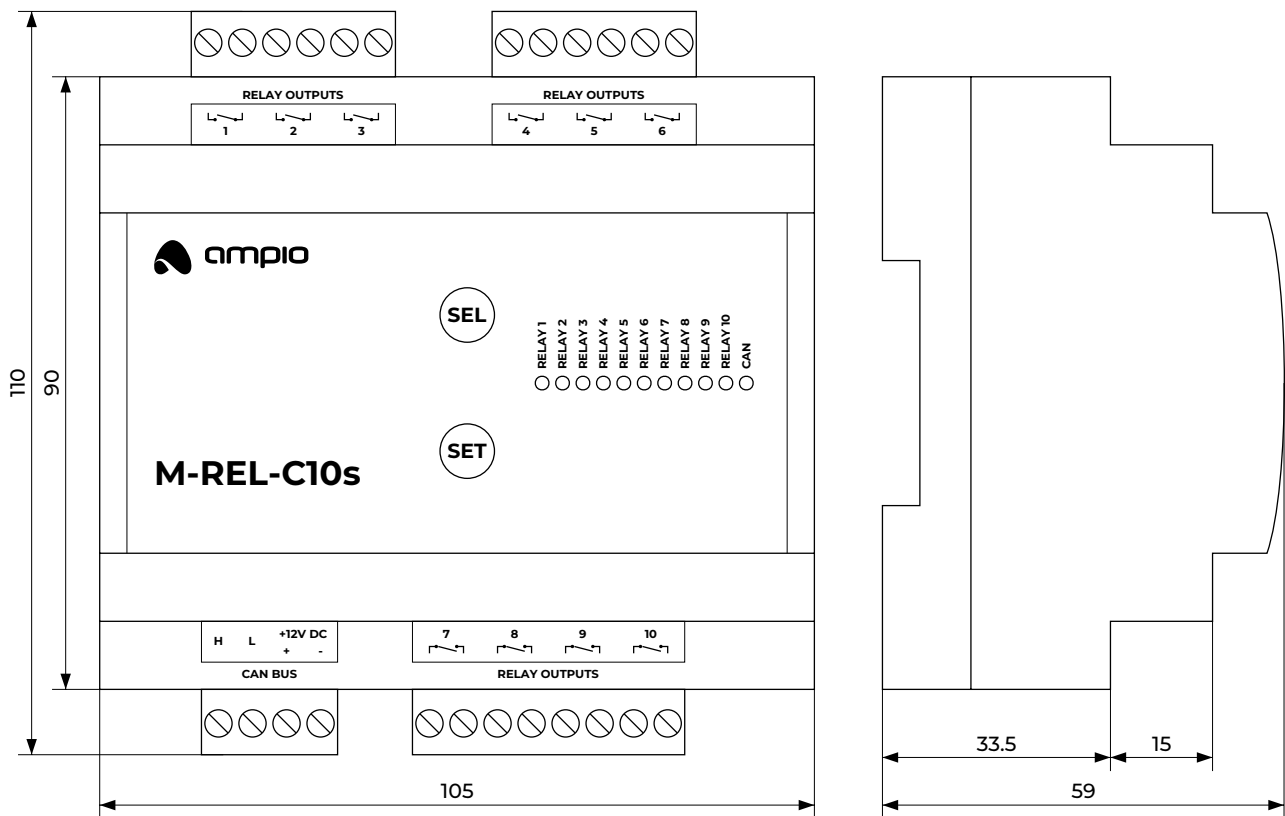 RELAY OUTPUTS
1 2 3
RELAY OUTPUTS
4 5 6
ampio
SEL
RELAY 1
RELAY 2
RELAY 3
RELAY 4
RELAY 5
RELAY 6
RELAY 7
RELAY 8
RELAY 9
RELAY 10
CAN
110
90
SET
M-REL-C10s
H L +12V DC
+ -
CAN BUS
7 8 9 10
RELAY OUTPUTS
33.5
15
105
59